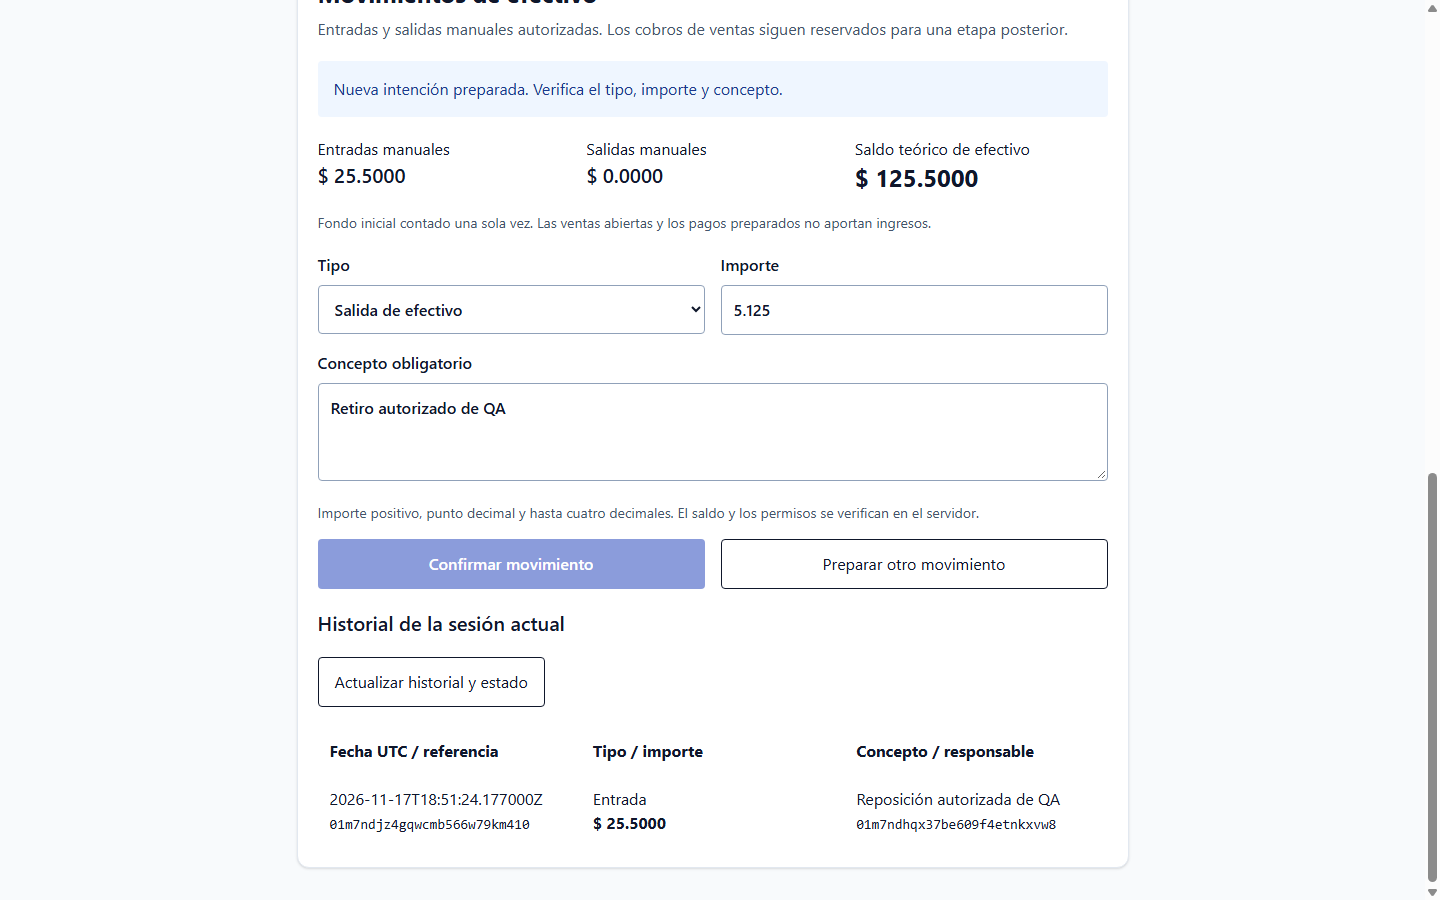 Movimientos de efectivo
Entradas y salidas manuales autorizadas. Los cobros de ventas siguen reservados para una etapa posterior.
Nueva intención preparada. Verifica el tipo, importe y concepto.
Entradas manuales
$ 25.5000
Salidas manuales
$ 0.0000
Saldo teórico de efectivo
$ 125.5000
Fondo inicial contado una sola vez. Las ventas abiertas y los pagos preparados no aportan ingresos.
Tipo
Salida de efectivo
Importe
5.125
Concepto obligatorio
Retiro autorizado de QA
Importe positivo, punto decimal y hasta cuatro decimales. El saldo y los permisos se verifican en el servidor.
Confirmar movimiento
Preparar otro movimiento
Historial de la sesión actual
Actualizar historial y estado
Fecha UTC / referencia
Tipo / importe
Concepto / responsable
2026-11-17T18:51:24.177000Z
01m7ndjz4gqwcmb566w79km410
Entrada
$ 25.5000
Reposición autorizada de QA
01m7ndhqx37be609f4etnkxvw8